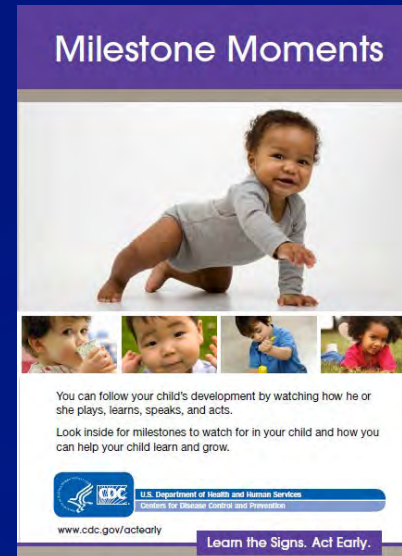 Milestone Moments
You can follow your child's development by watching how he or
she plays, learns, speaks, and acts.
Look inside for milestones to watch for in your child and how you
can help your child learn and grow.
CDC
U.S. Department of Health and Human Services
Centers for Disease Control and Prevention
www.cdc.gov/actearly
Learn the Signs. Act Early.